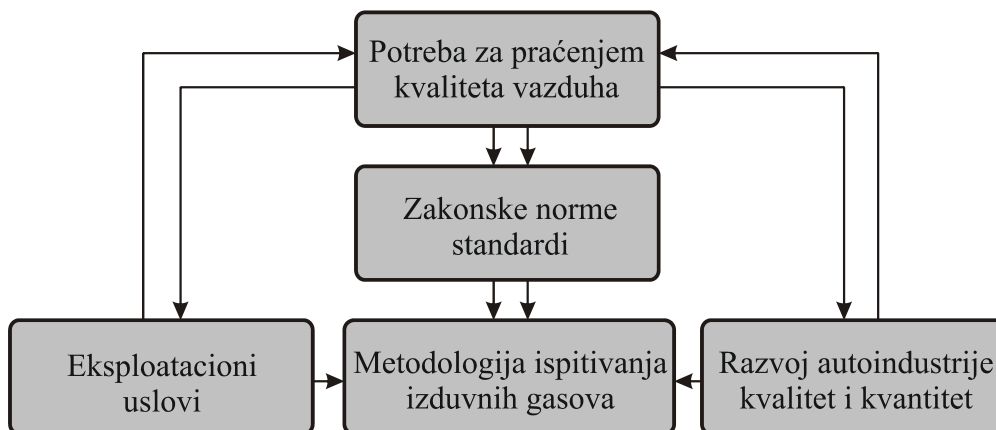 Potreba za praćenjem
kvaliteta vazduha
Zakonske norme
standardi
Eksploatacioni
uslovi
Metodologija ispitivanja
izduvnih gasova
Razvoj autoindustrije
kvalitet i kvantitet